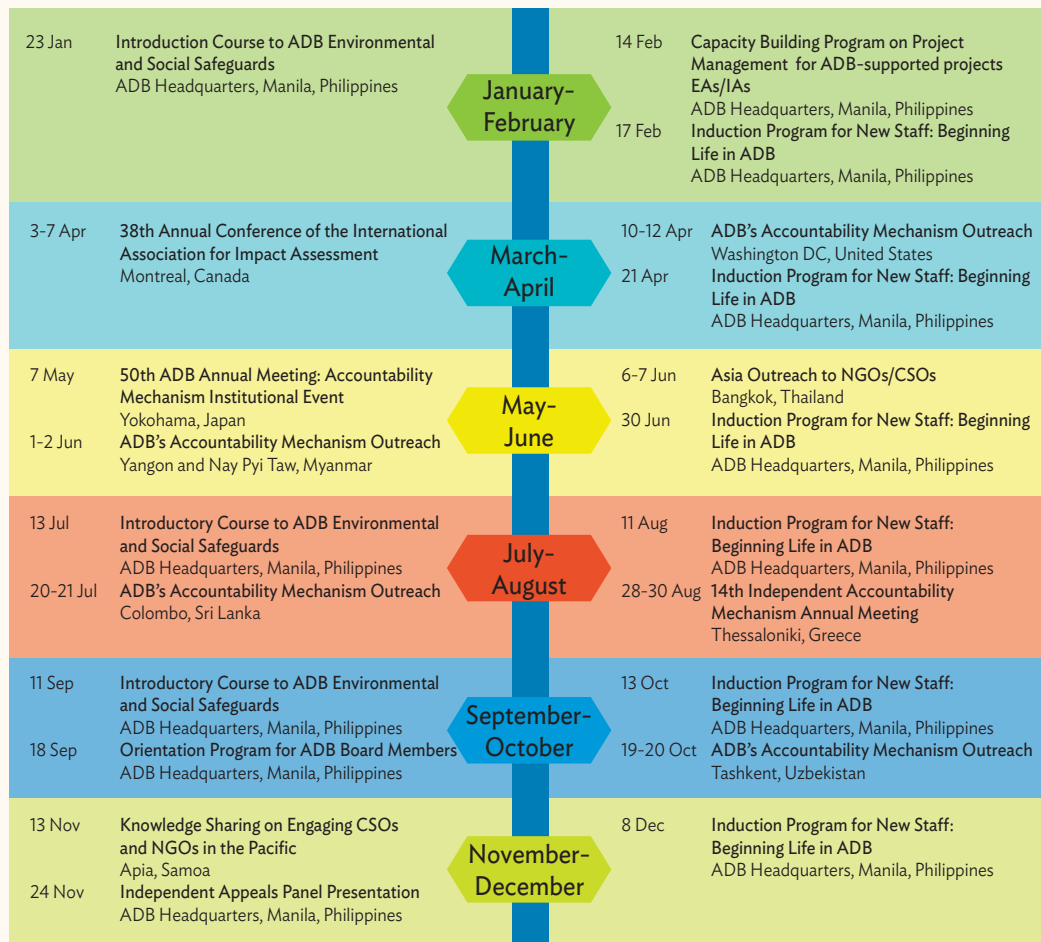 January-
February
23 Jan
Introduction Course to ADB Environmental
and Social Safeguards
ADB Headquarters, Manila, Philippines
14 Feb
Capacity Building Program on Project
Management for ADB-supported projects
EAs/IAs
ADB Headquarters, Manila, Philippines
17 Feb
Induction Program for New Staff: Beginning
Life in ADB
ADB Headquarters, Manila, Philippines
March-
April
3-7 Apr
38th Annual Conference of the International
Association for Impact Assessment
Montreal, Canada
10-12 Apr
ADB's Accountability Mechanism Outreach
Washington DC, United States
21 Apr
Induction Program for New Staff: Beginning
Life in ADB
ADB Headquarters, Manila, Philippines
May-
June
7 May
50th ADB Annual Meeting: Accountability
Mechanism Institutional Event
Yokohama, Japan
1-2 Jun
ADB's Accountability Mechanism Outreach
Yangon and Nay Pyi Taw, Myanmar
6-7 Jun
Asia Outreach to NGOs/CSOs
Bangkok, Thailand
30 Jun
Induction Program for New Staff: Beginning
Life in ADB
ADB Headquarters, Manila, Philippines
July-
August
13 Jul
Introductory Course to ADB Environmental
and Social Safeguards
ADB Headquarters, Manila, Philippines
20-21 Jul
ADB's Accountability Mechanism Outreach
Colombo, Sri Lanka
11 Aug
Induction Program for New Staff:
Beginning Life in ADB
ADB Headquarters, Manila, Philippines
28-30 Aug
14th Independent Accountability
Mechanism Annual Meeting
Thessaloniki, Greece
September-
October
11 Sep
Introductory Course to ADB Environmental
and Social Safeguards
ADB Headquarters, Manila, Philippines
18 Sep
Orientation Program for ADB Board Members
ADB Headquarters, Manila, Philippines
13 Oct
Induction Program for New Staff:
Beginning Life in ADB
ADB Headquarters, Manila, Philippines
19-20 Oct
ADB's Accountability Mechanism Outreach
Tashkent, Uzbekistan
November-
December
13 Nov
Knowledge Sharing on Engaging CSOs
and NGOs in the Pacific
Apia, Samoa
24 Nov
Independent Appeals Panel Presentation
ADB Headquarters, Manila, Philippines
8 Dec
Induction Program for New Staff:
Beginning Life in ADB
ADB Headquarters, Manila, Philippines